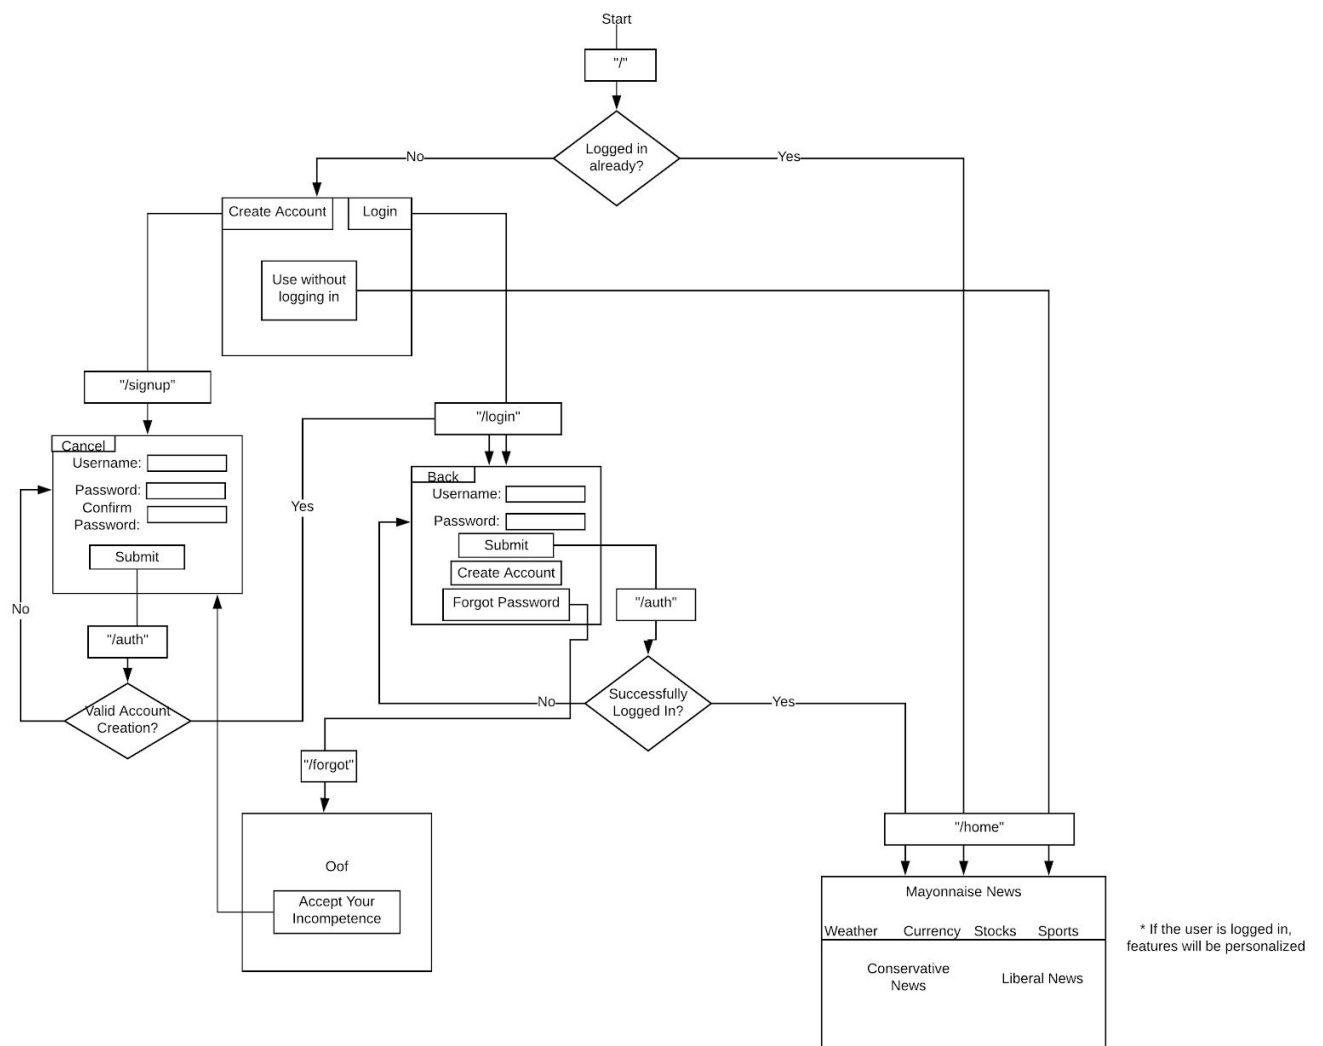 Start
"/"
Logged in
already?
No
Yes
Create Account
Login
Use without
logging in
"/signup"
"/login"
Cancel
Username:
Password:
Confirm
Password:
Submit
Back
Username:
Password:
Submit
Create Account
Forgot Password
Yes
No
"/auth"
"/auth"
Valid Account
Creation?
Successfully
Logged In?
No
Yes
"/forgot"
Oof
Accept Your
Incompetence
"/home"
Mayonnaise News
Weather Currency Stocks Sports
Conservative
News
Liberal News
* If the user is logged in,
features will be personalized